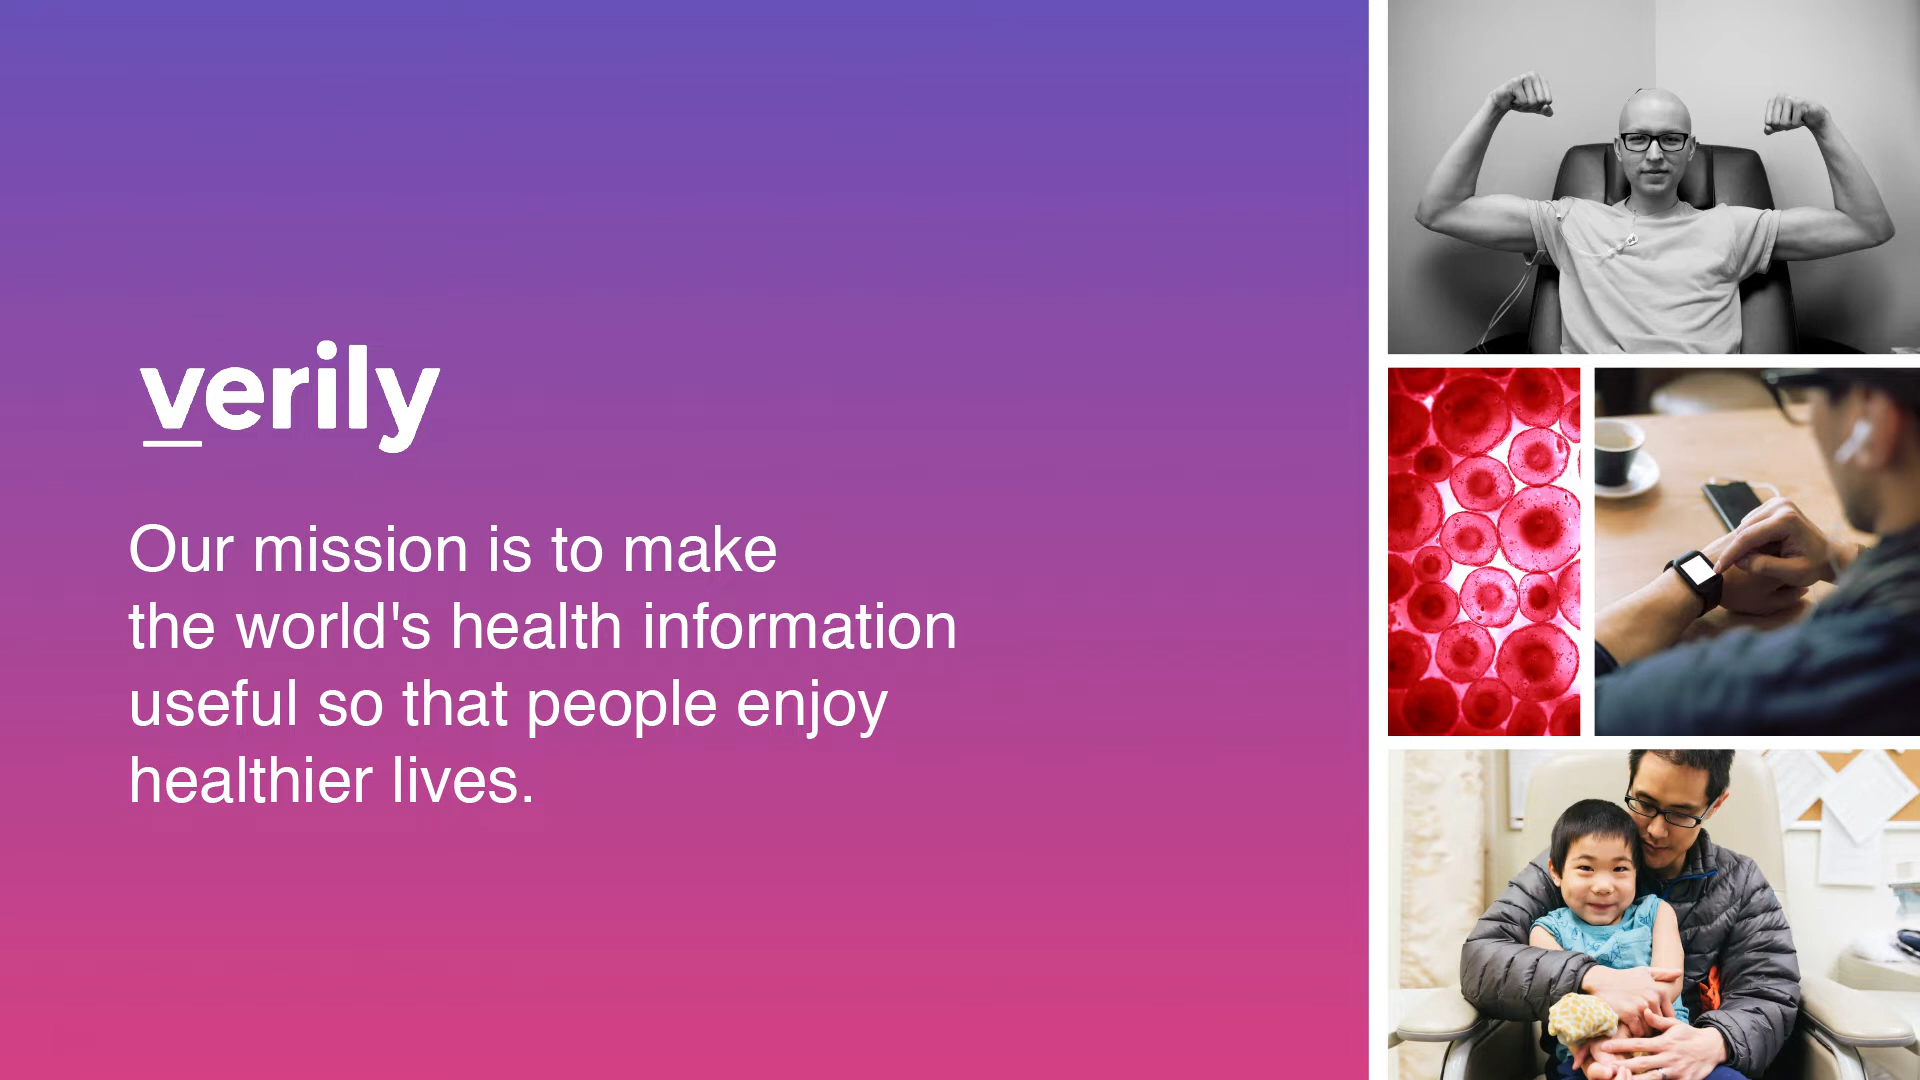 verily
Our mission is to make
the world's health information
useful so that people enjoy
healthier lives.